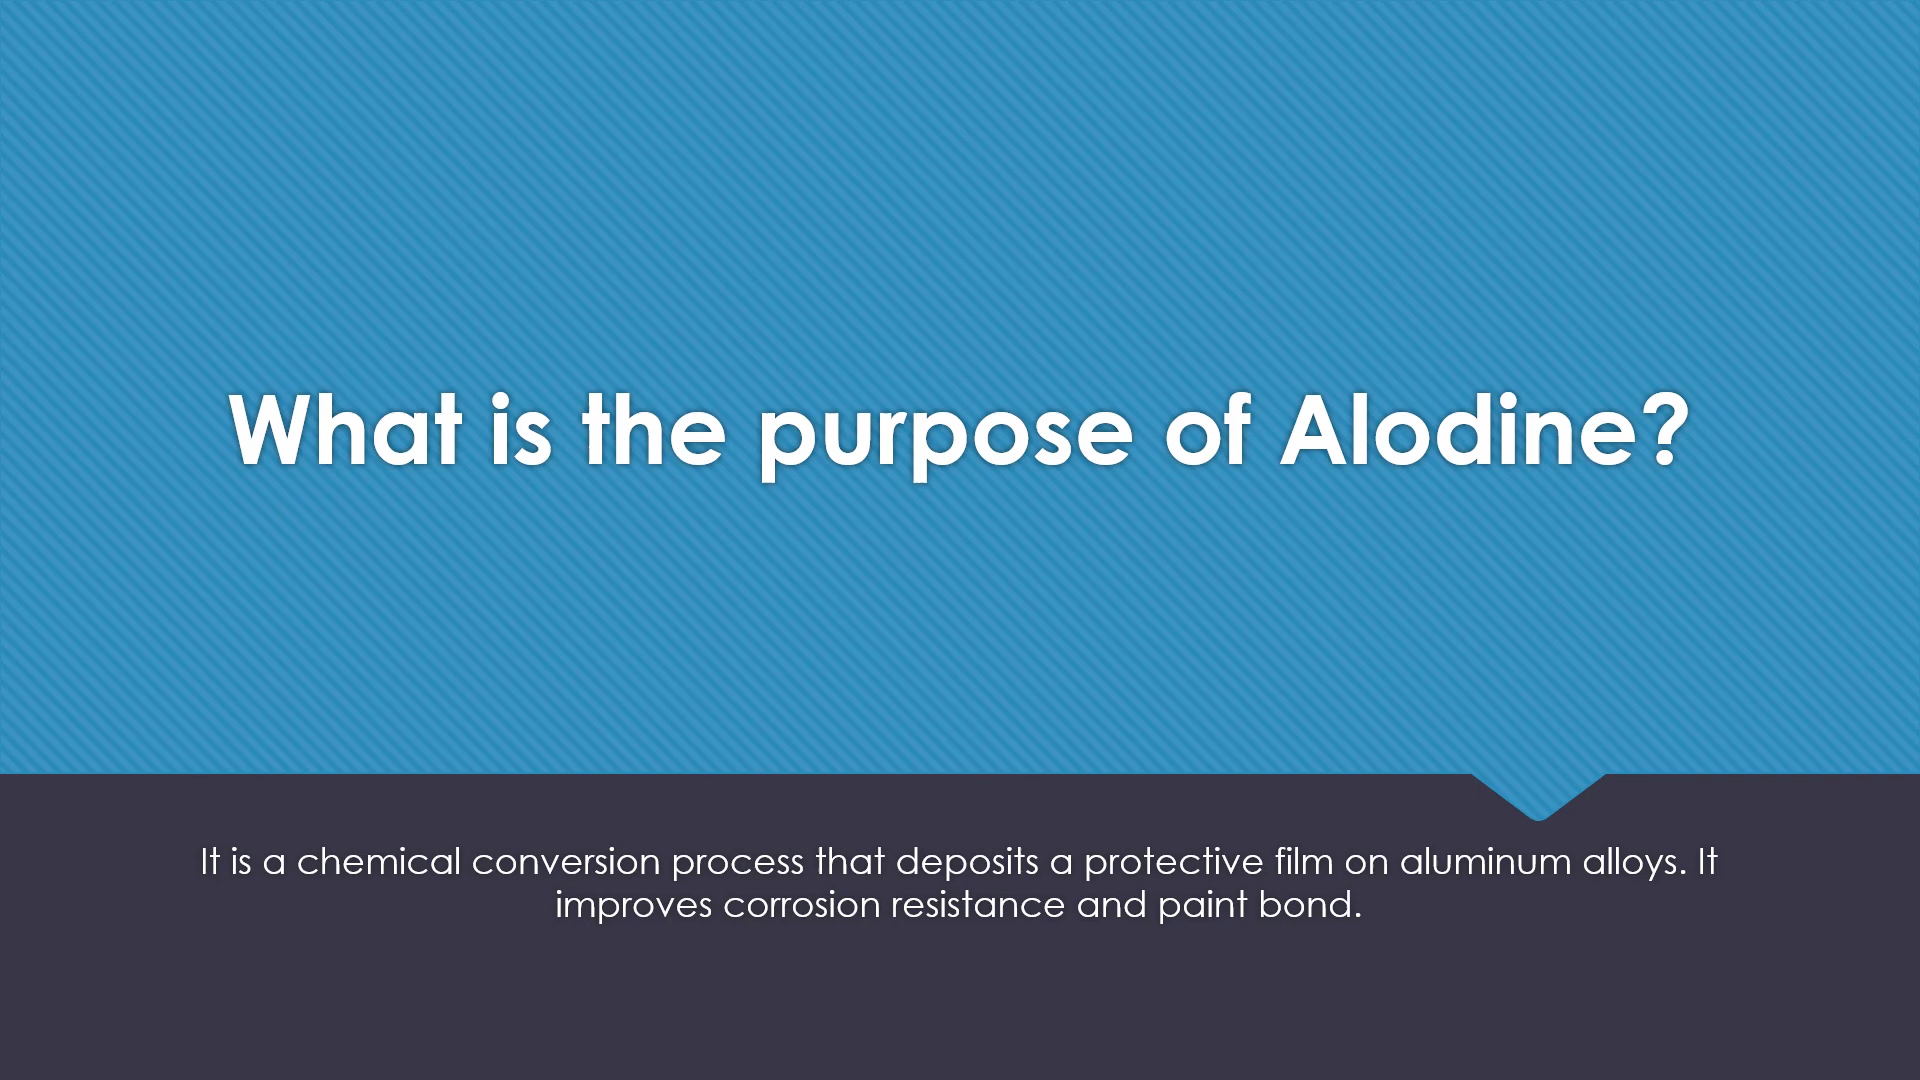 What is the purpose of Alodine?
It is a chemical conversion process that deposits a protective film on aluminum alloys. It
improves corrosion resistance and paint bond.